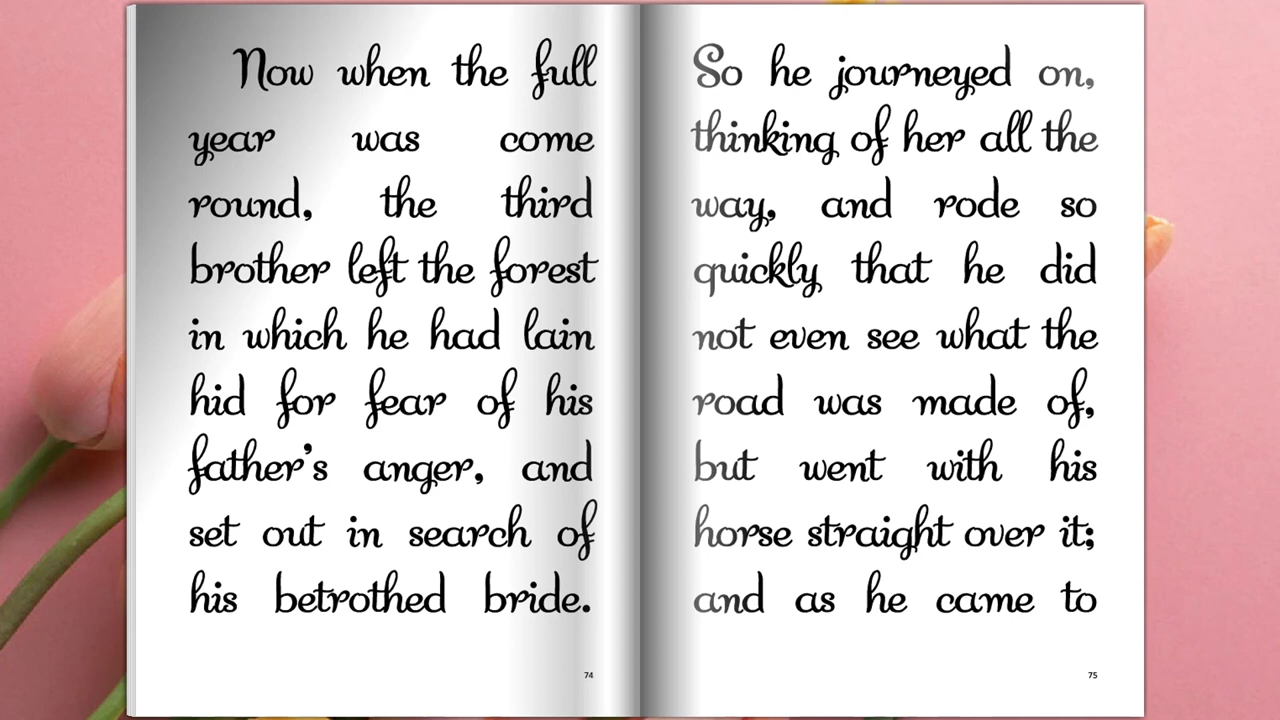 Now when the full
year was come
round, the third
brother left the forest
in which he had lain
hid for fear of his
father's anger, and
set out in search of
his betrothed bride.
74
So he journeyed on,
thinking of her all the
way, and rode so
quickly that he did
not even see what the
road was made of,
but went with his
horse straight over it;
and as he came to
75